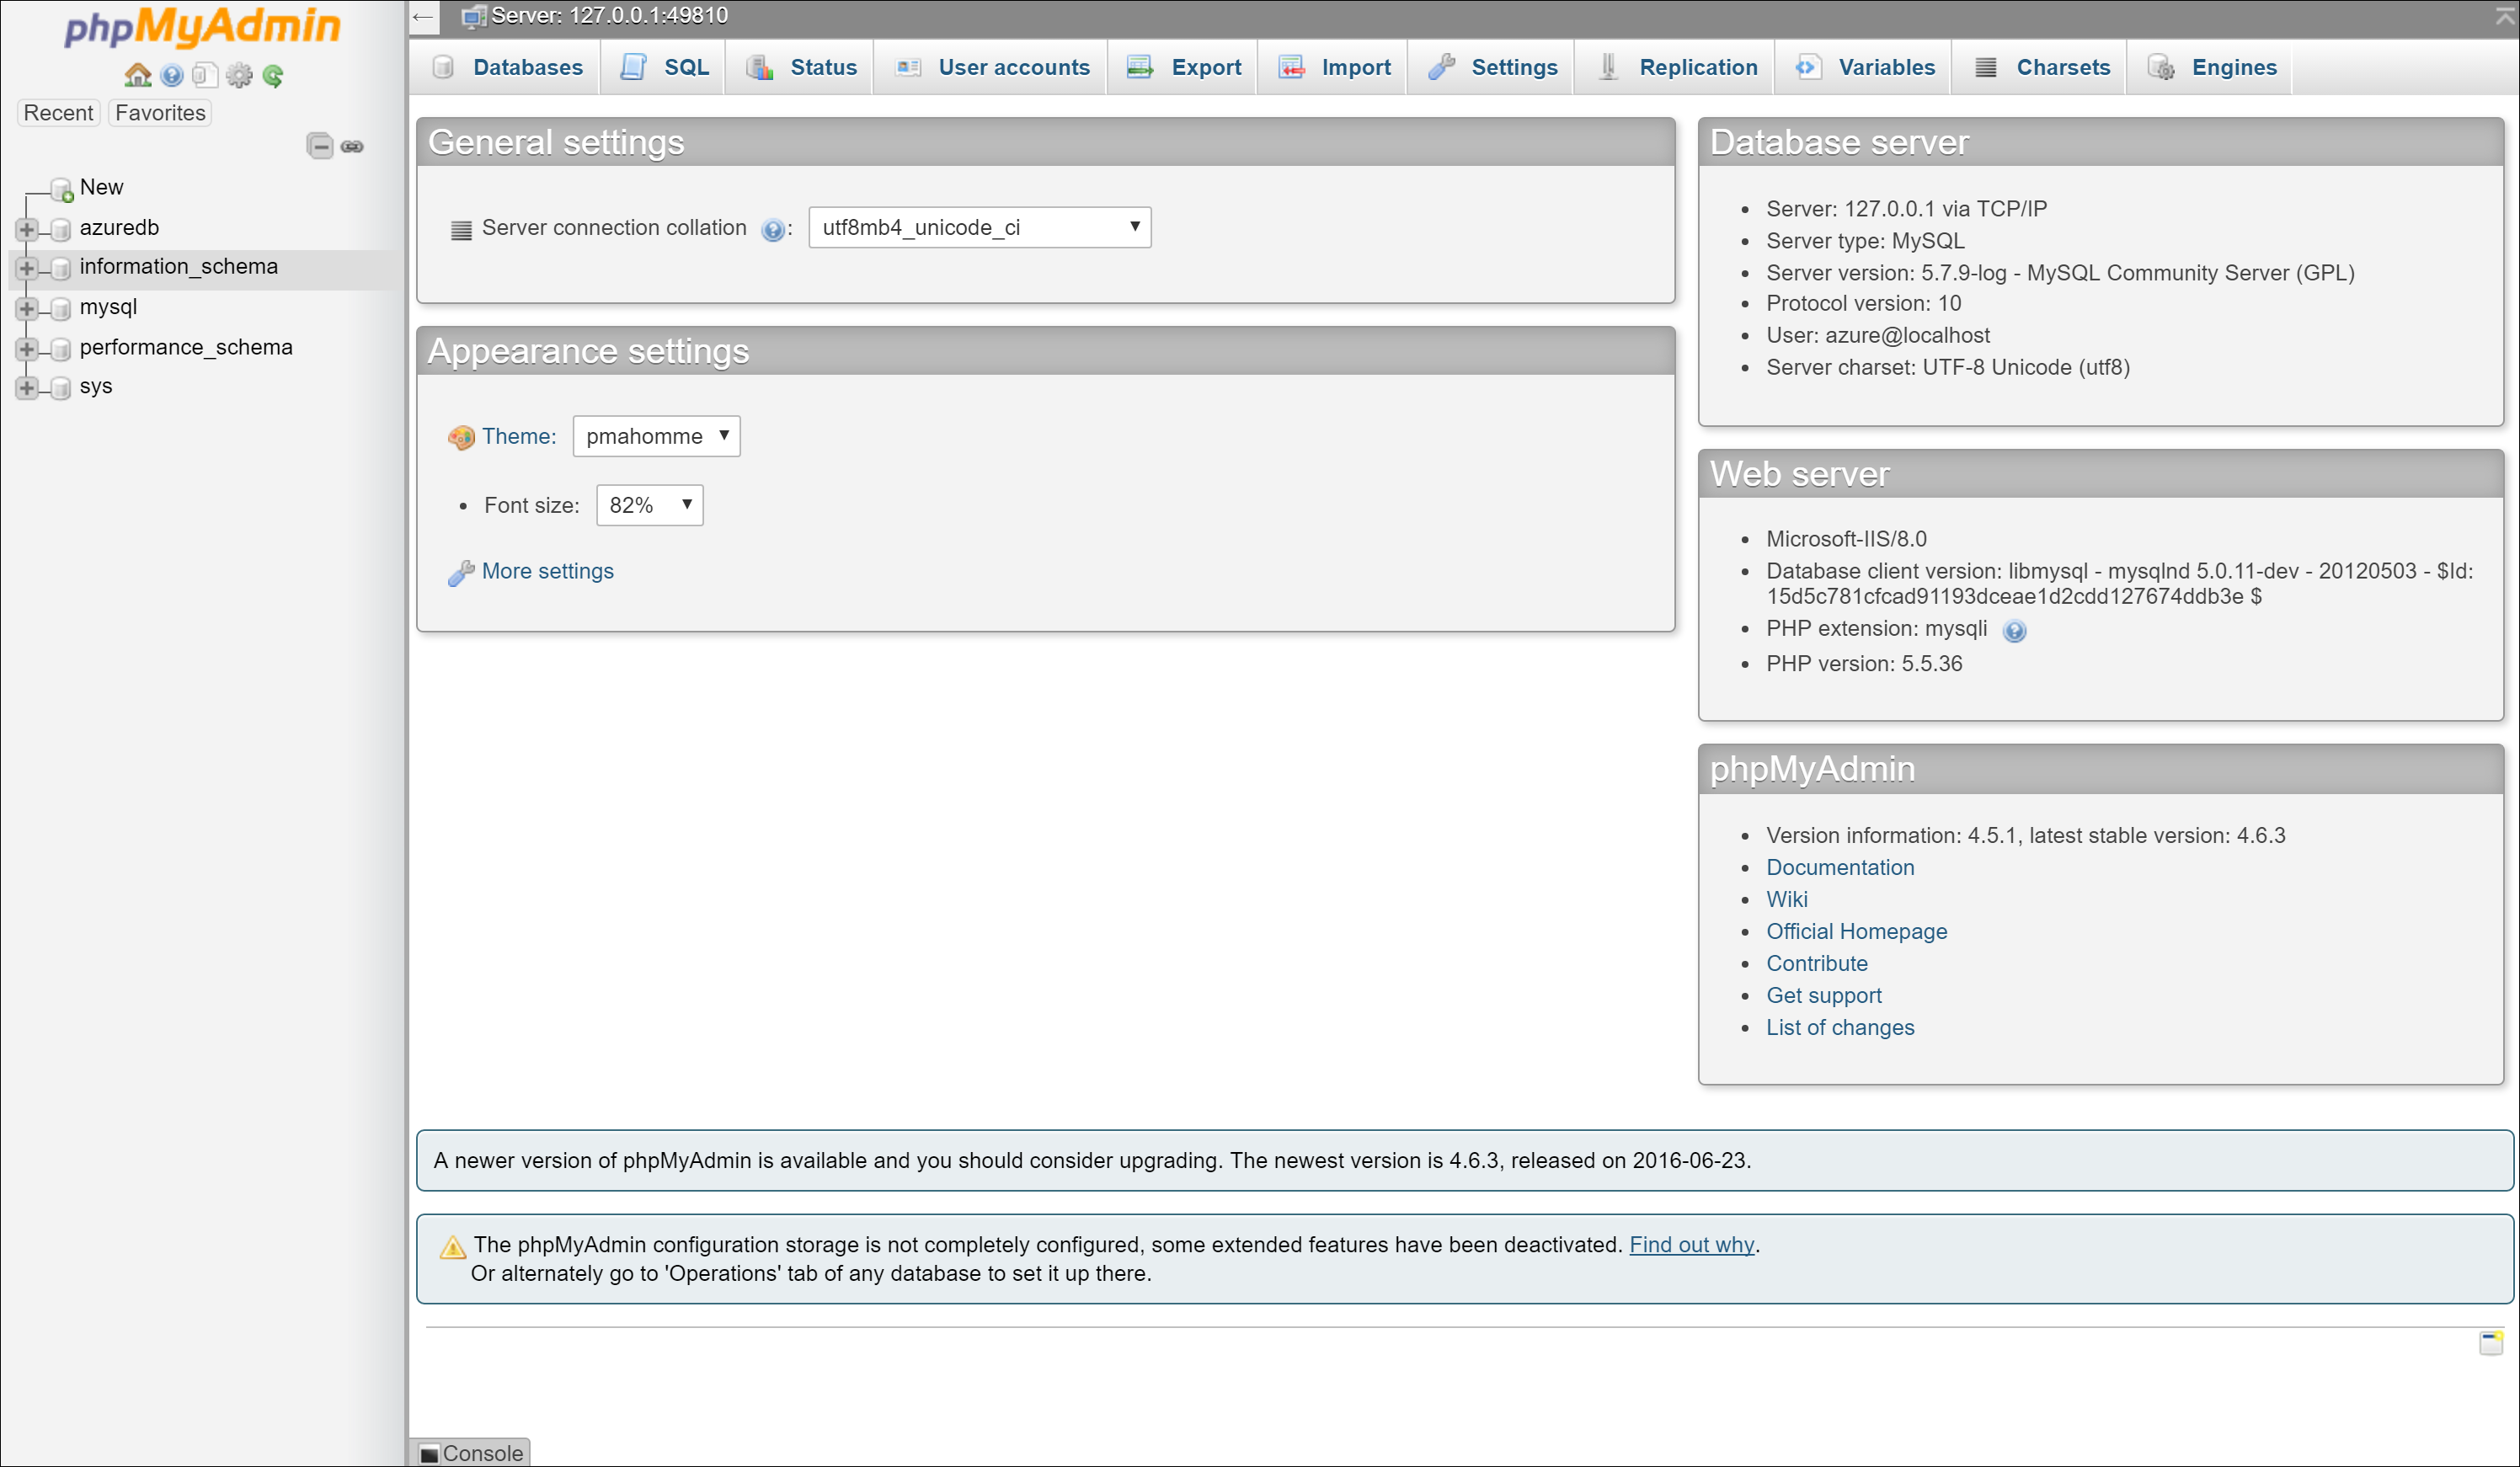 phpMyAdmin
Recent Favorites
New
azuredb
information_schema
mysql
performance_schema
sys
Server: 127.0.0.1:49810
Databases SQL Status User accounts Export Import Settings Replication Variables Charsets Engines
General settings
Server connection collation : utf8mb4_unicode_ci
Appearance settings
Theme: pmahomme
Font size: 82%
More settings
Database server
Server: 127.0.0.1 via TCP/IP
Server type: MySQL
Server version: 5.7.9-log - MySQL Community Server (GPL)
Protocol version: 10
User: azure@localhost
Server charset: UTF-8 Unicode (utf8)
Web server
Microsoft-IIS/8.0
Database client version: libmysql - mysqlnd 5.0.11-dev - 20120503 - $Id:
15d5c781cfcad91193dceae1d2cdd127674ddb3e $
PHP extension: mysqli
PHP version: 5.5.36
phpMyAdmin
Version information: 4.5.1, latest stable version: 4.6.3
Documentation
Wiki
Official Homepage
Contribute
Get support
List of changes
A newer version of phpMyAdmin is available and you should consider upgrading. The newest version is 4.6.3, released on 2016-06-23.
The phpMyAdmin configuration storage is not completely configured, some extended features have been deactivated. Find out why.
Or alternately go to 'Operations' tab of any database to set it up there.
Console